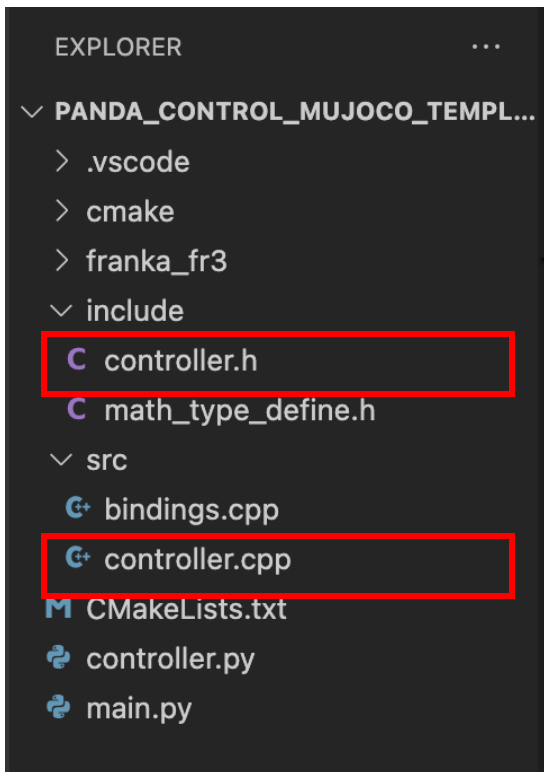 EXPLORER ...
PANDA_CONTROL_MUJOCO_TEMPL...
.vscode
cmake
franka_fr3
include
C controller.h
C math_type_define.h
src
C++ bindings.cpp
C++ controller.cpp
M CMakeLists.txt
controller.py
main.py